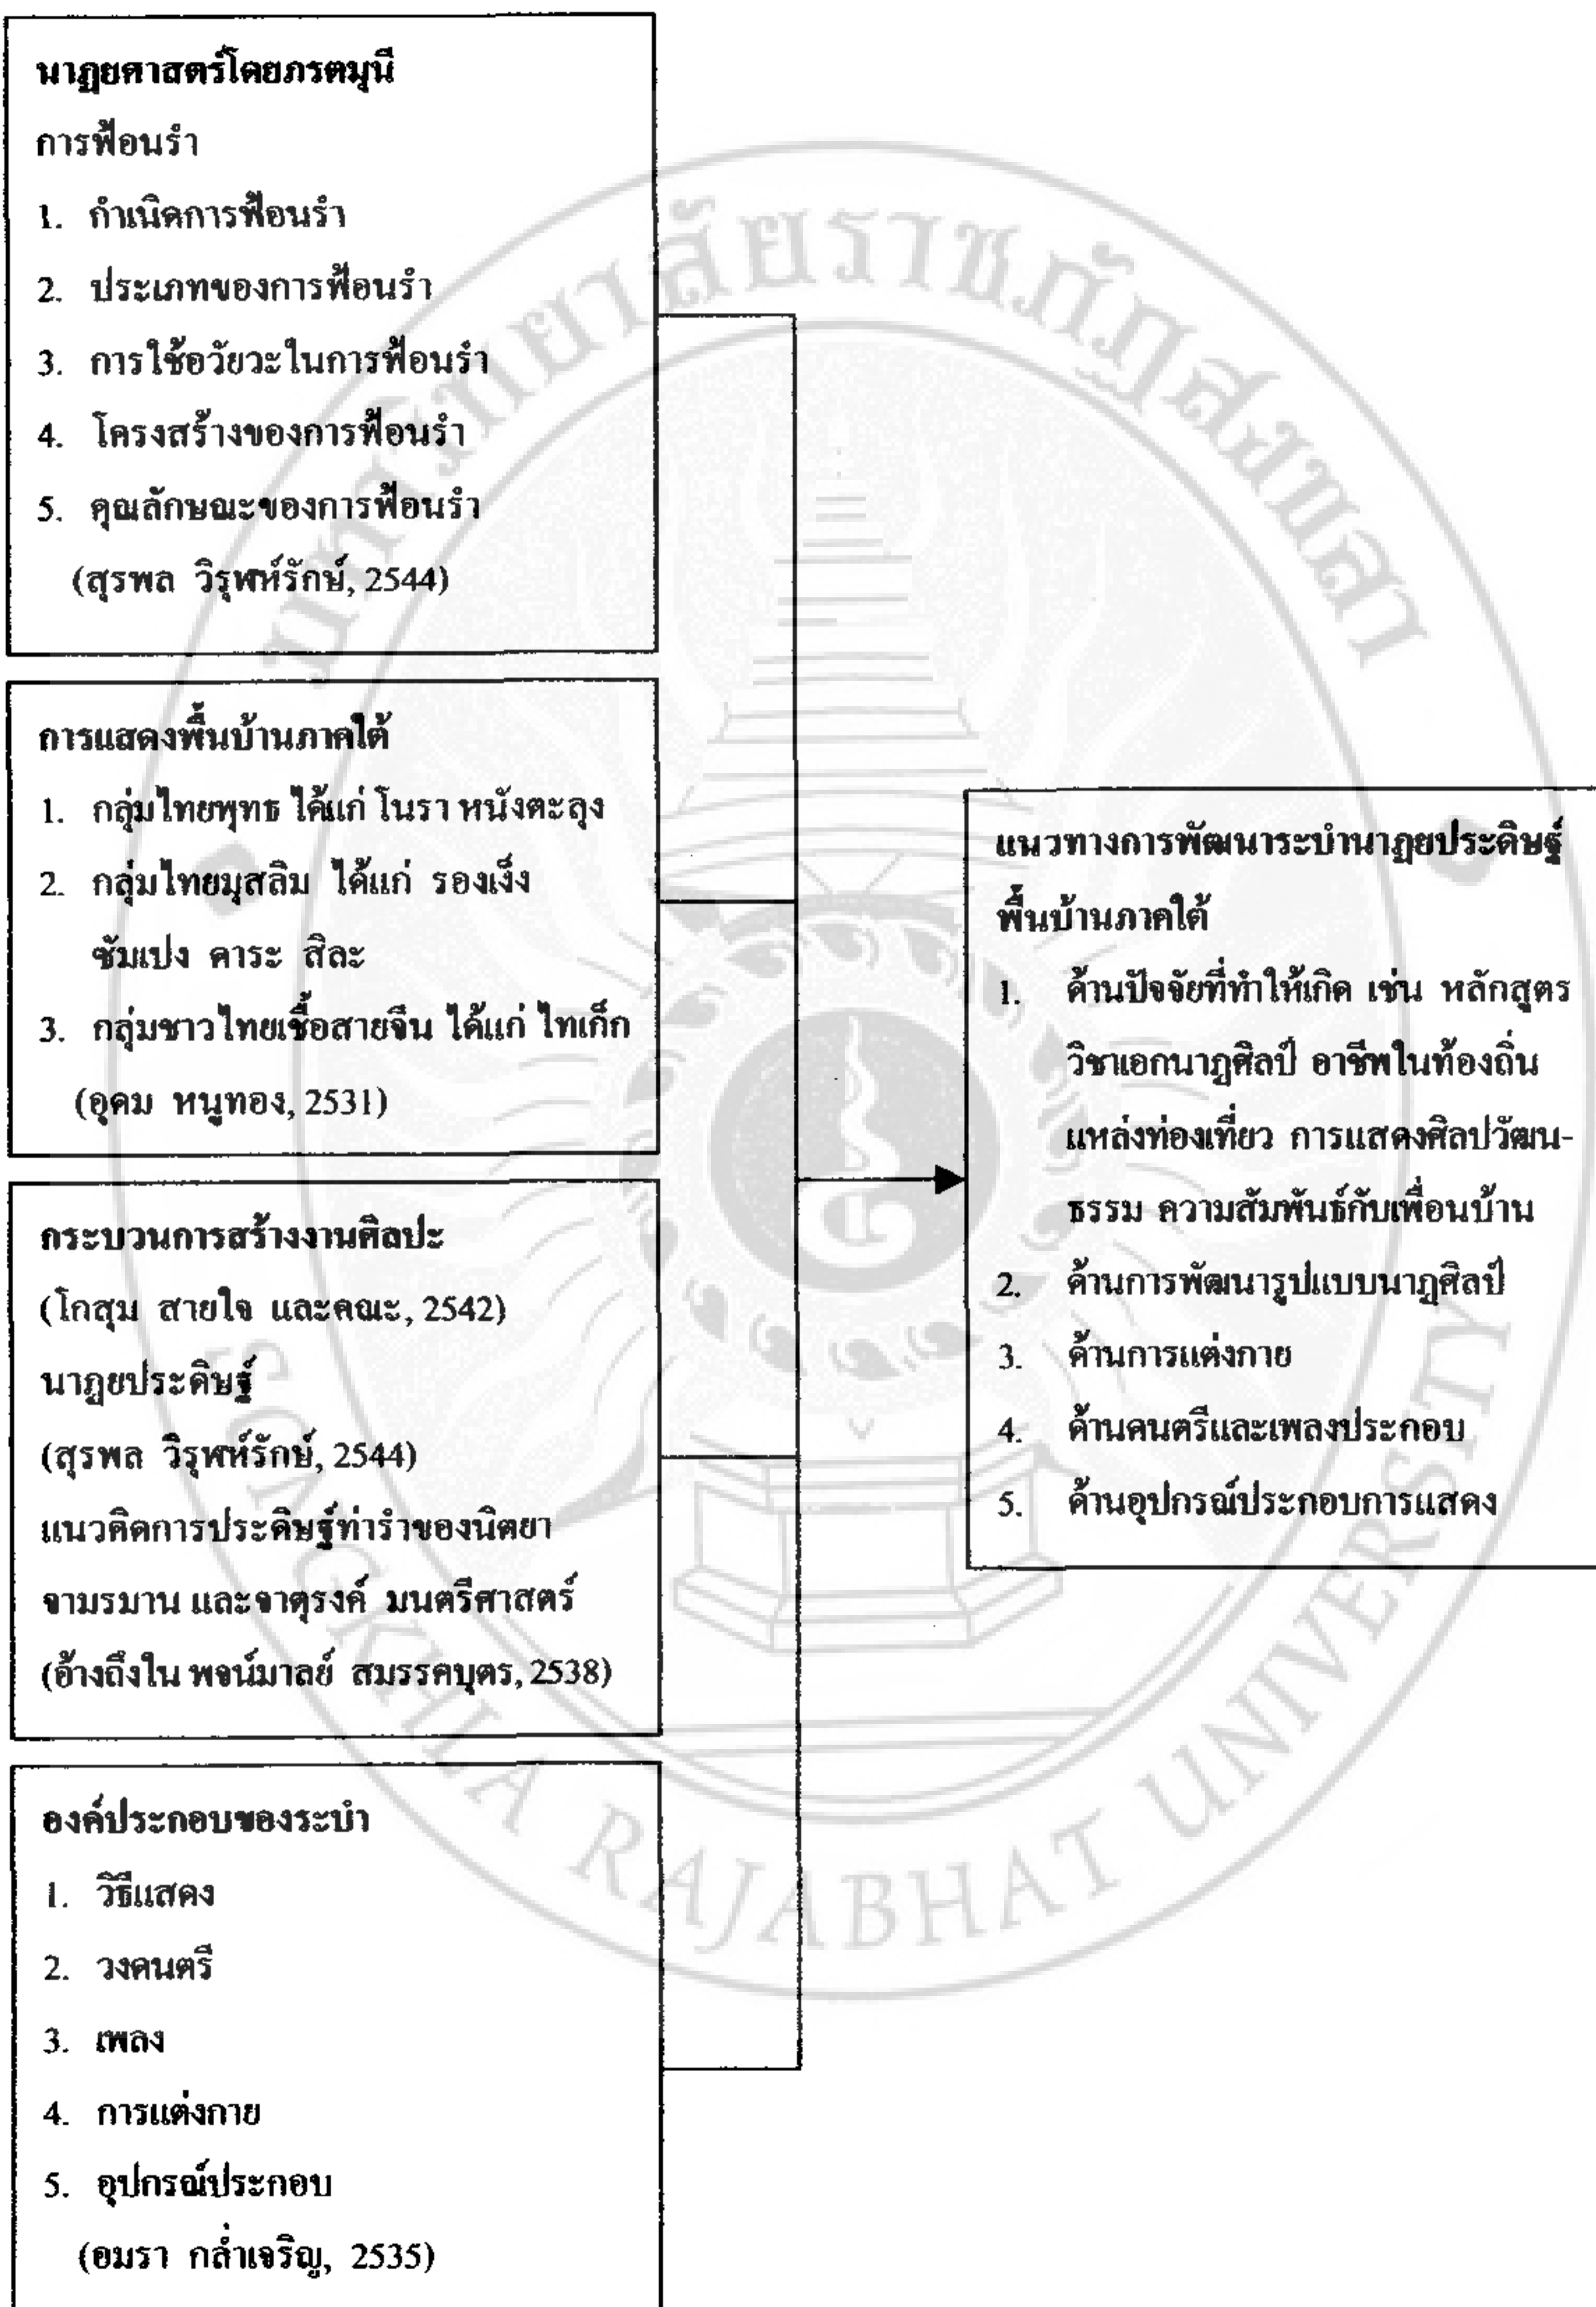 นาฏยศาสตร์โดยภรตมุนี
การฟ้อนรำ
1. กำเนิดการฟ้อนรำ
2. ประเภทของการฟ้อนรำ
3. การใช้อวัยวะในการฟ้อนรำ
4. โครงสร้างของการฟ้อนรำ
5. คุณลักษณะของการฟ้อนรำ
(สุรพล วิรุฬห์รักษ์, 2544)
การแสดงพื้นบ้านภาคใต้
1. กลุ่มไทยพุทธ ได้แก่ โนรา หนังตะลุง
2. กลุ่มไทยมุสลิม ได้แก่ รองเง็ง
ซัมเปง ดาระ สิละ
3. กลุ่มชาวไทยเชื้อสายจีน ได้แก่ ไทเก็ก
(อุดม หนูทอง, 2531)
กระบวนการสร้างงานศิลปะ
(โกสุม สายใจ และคณะ, 2542)
นาฏยประดิษฐ์
(สุรพล วิรุฬห์รักษ์, 2544)
แนวคิดการประดิษฐ์ท่ารำของนิตยา
จามรมาน และจาตุรงค์ มนตรีศาสตร์
(อ้างถึงใน พจน์มาลย์ สมรรคบุตร, 2538)
องค์ประกอบของระบำ
1. วิธีแสดง
2. วงดนตรี
3. เพลง
4. การแต่งกาย
5. อุปกรณ์ประกอบ
(อมรา กล่ำเจริญ, 2535)
แนวทางการพัฒนาระบำนาฏยประดิษฐ์
พื้นบ้านภาคใต้
1. ด้านปัจจัยที่ทำให้เกิด เช่น หลักสูตร
วิชาเอกนาฏศิลป์ อาชีพในท้องถิ่น
แหล่งท่องเที่ยว การแสดงศิลปวัฒน-
ธรรม ความสัมพันธ์กับเพื่อนบ้าน
2. ด้านการพัฒนารูปแบบนาฏศิลป์
3. ด้านการแต่งกาย
4. ด้านดนตรีและเพลงประกอบ
5. ด้านอุปกรณ์ประกอบการแสดง
มหาวิทยาลัยราชภัฏสงขลา
SONGKHLA RAJABHAT UNIVERSITY